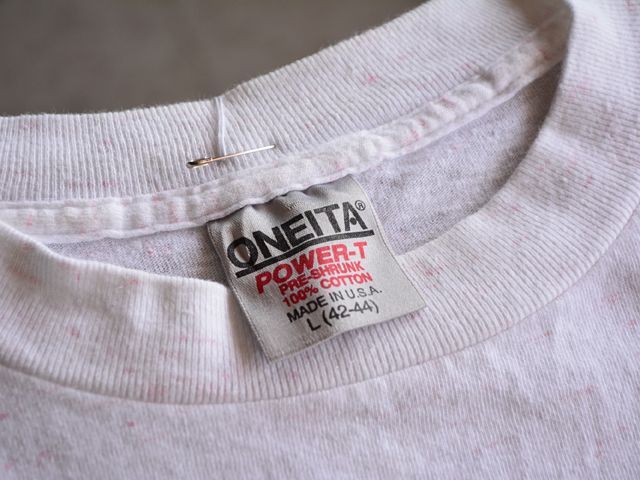 ONEITA®
POWER-T
PRE-SHRUNK
100% COTTON
MADE IN U.S.A.
L (42-44)